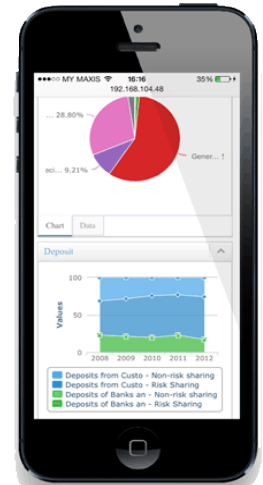 ●●●○○ MY MAXIS 16:16 35%
192.168.104.48
... 28.80%
sci... 9.21%
Gener...
Chart Data
Deposit
100
50
0
Values
2008 2009 2010 2011 2012
Deposits from Custo - Non-risk sharing
Deposits from Custo - Risk Sharing
Deposits of Banks an - Non-risk sharing
Deposits of Banks an - Risk Sharing